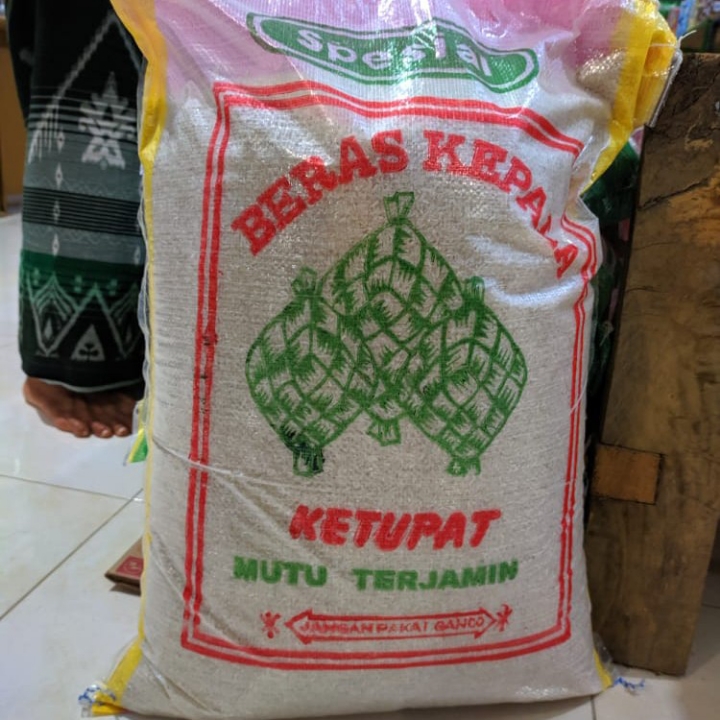 Spesial
BERAS KEPALA
KETUPAT
MUTU TERJAMIN
JANGAN PAKAI GANCO